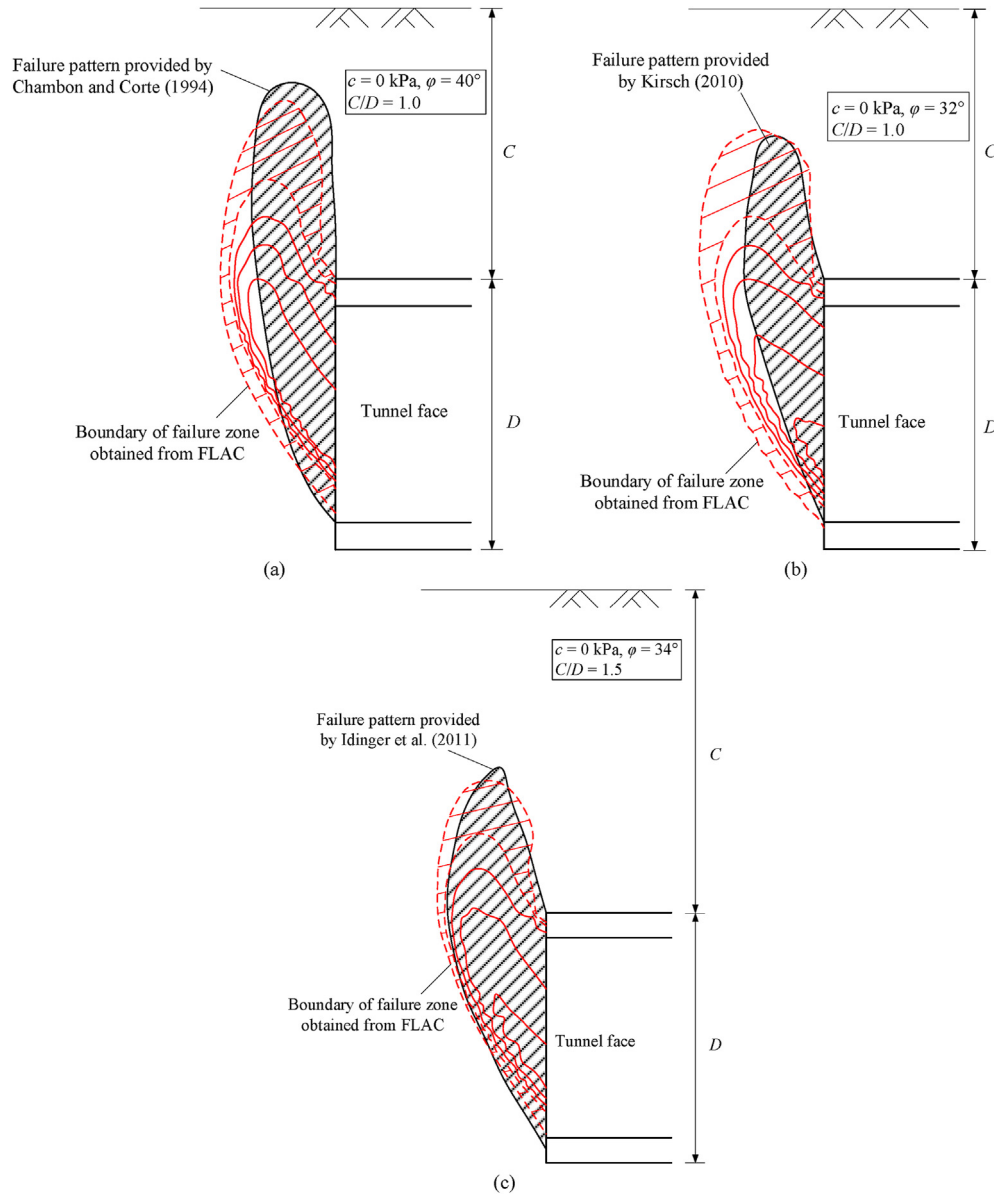 Failure pattern provided by
Chambon and Corte (1994)
c = 0 kPa, φ = 40°
C/D = 1.0
C
Tunnel face
D
Boundary of failure zone
obtained from FLAC
(a)
Failure pattern provided
by Kirsch (2010)
c = 0 kPa, φ = 32°
C/D = 1.0
C
Tunnel face
D
Boundary of failure zone
obtained from FLAC
(b)
c = 0 kPa, φ = 34°
C/D = 1.5
Failure pattern provided
by Idinger et al. (2011)
C
Boundary of failure zone
obtained from FLAC
Tunnel face
D
(c)